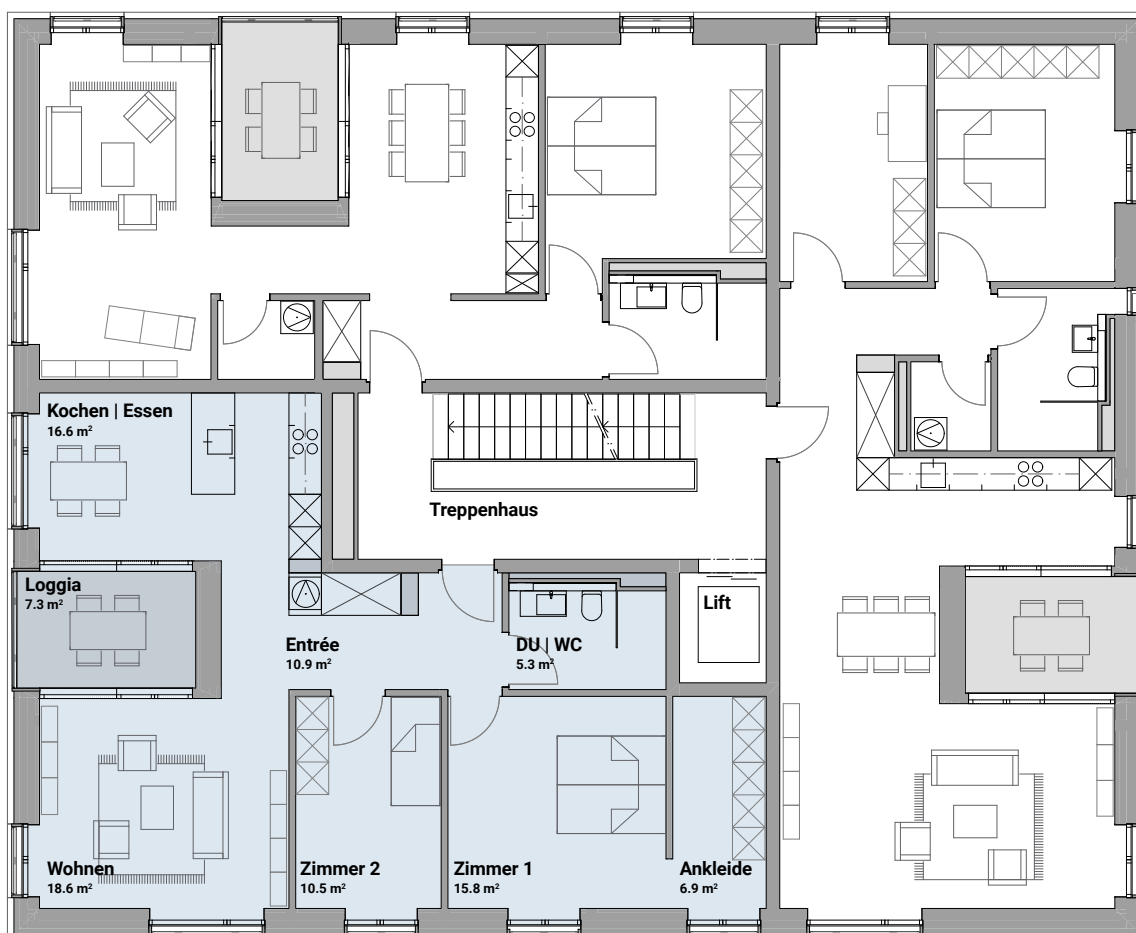 Kochen | Essen
16.6 m²
Treppenhaus
Loggia
7.3 m²
Lift
Entrée
10.9 m²
DU | WC
5.3 m²
Wohnen
18.6 m²
Zimmer 2
10.5 m²
Zimmer 1
15.8 m²
Ankleide
6.9 m²